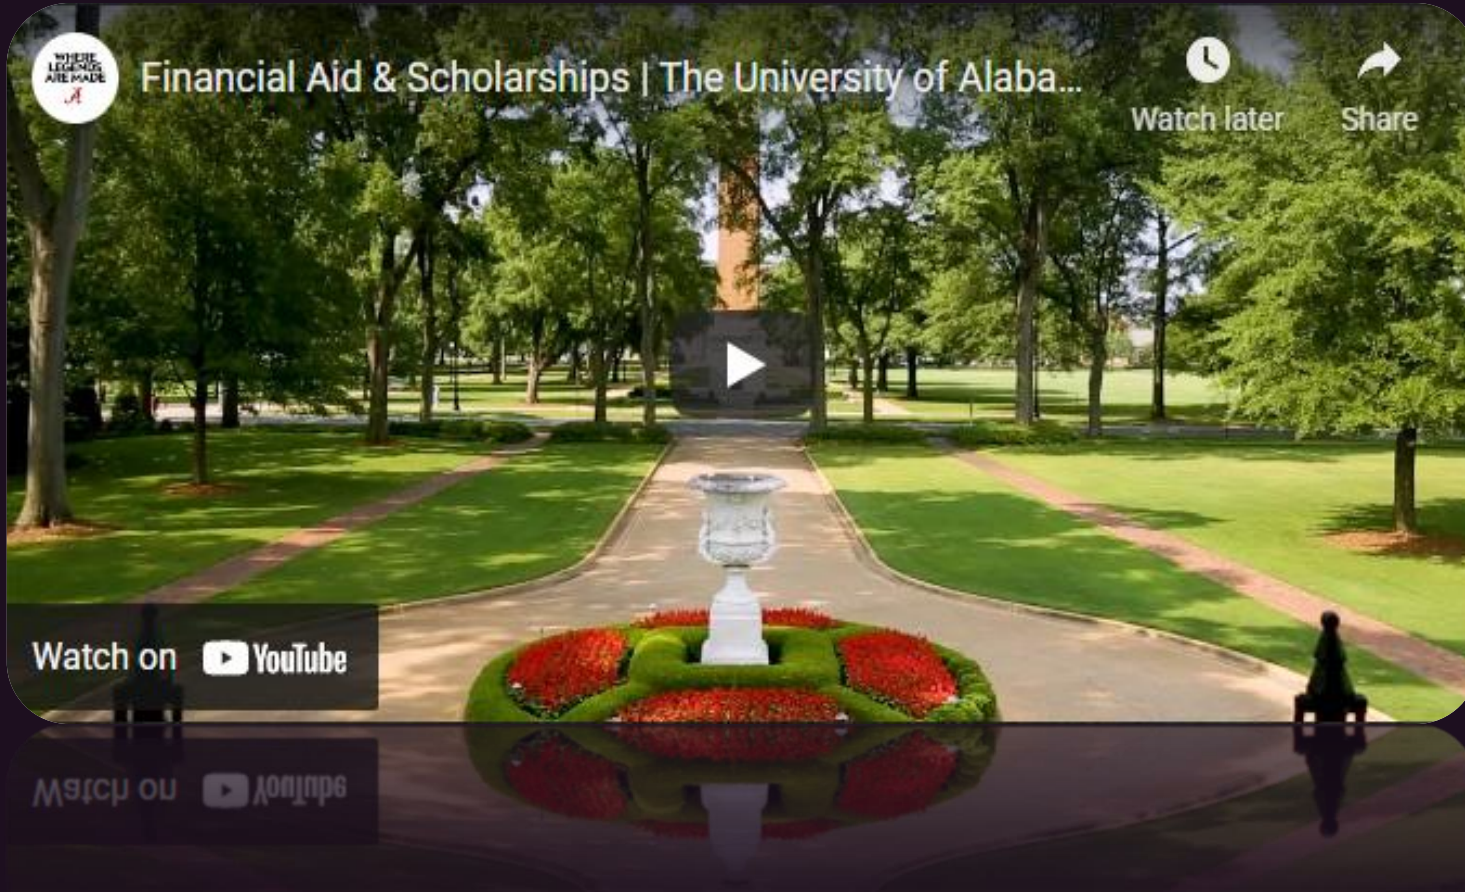 WHERE
LEGENDS
ARE MADE
A
Financial Aid & Scholarships | The University of Alaba...
Watch later
Share
Watch on YouTube
Watch on YouTube